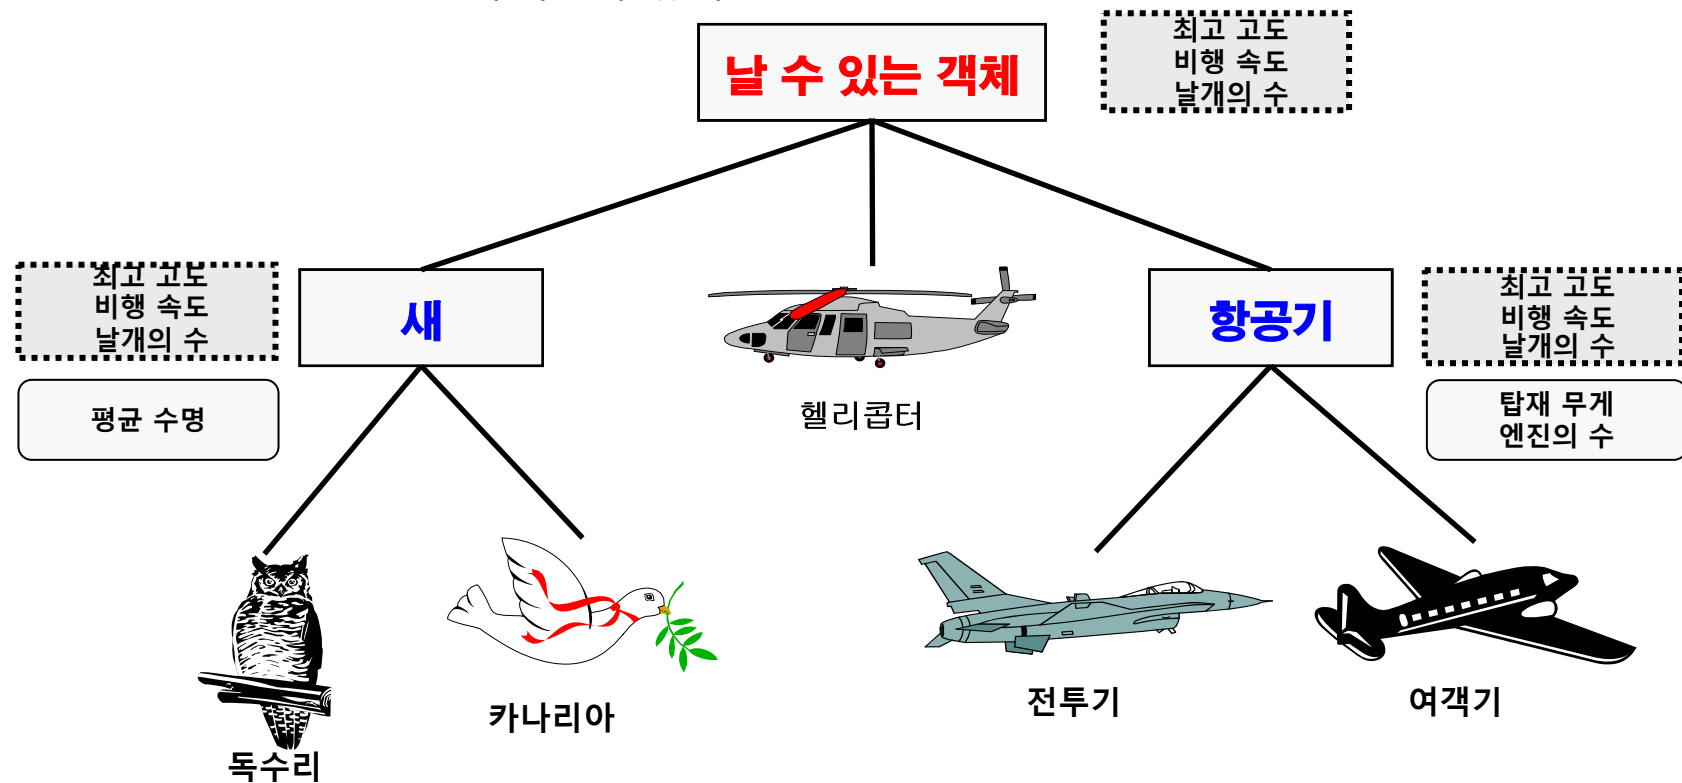 날 수 있는 객체
최고 고도
비행 속도
날개의 수
최고 고도
비행 속도
날개의 수
새
항공기
최고 고도
비행 속도
날개의 수
평균 수명
헬리콥터
탑재 무게
엔진의 수
독수리
카나리아
전투기
여객기